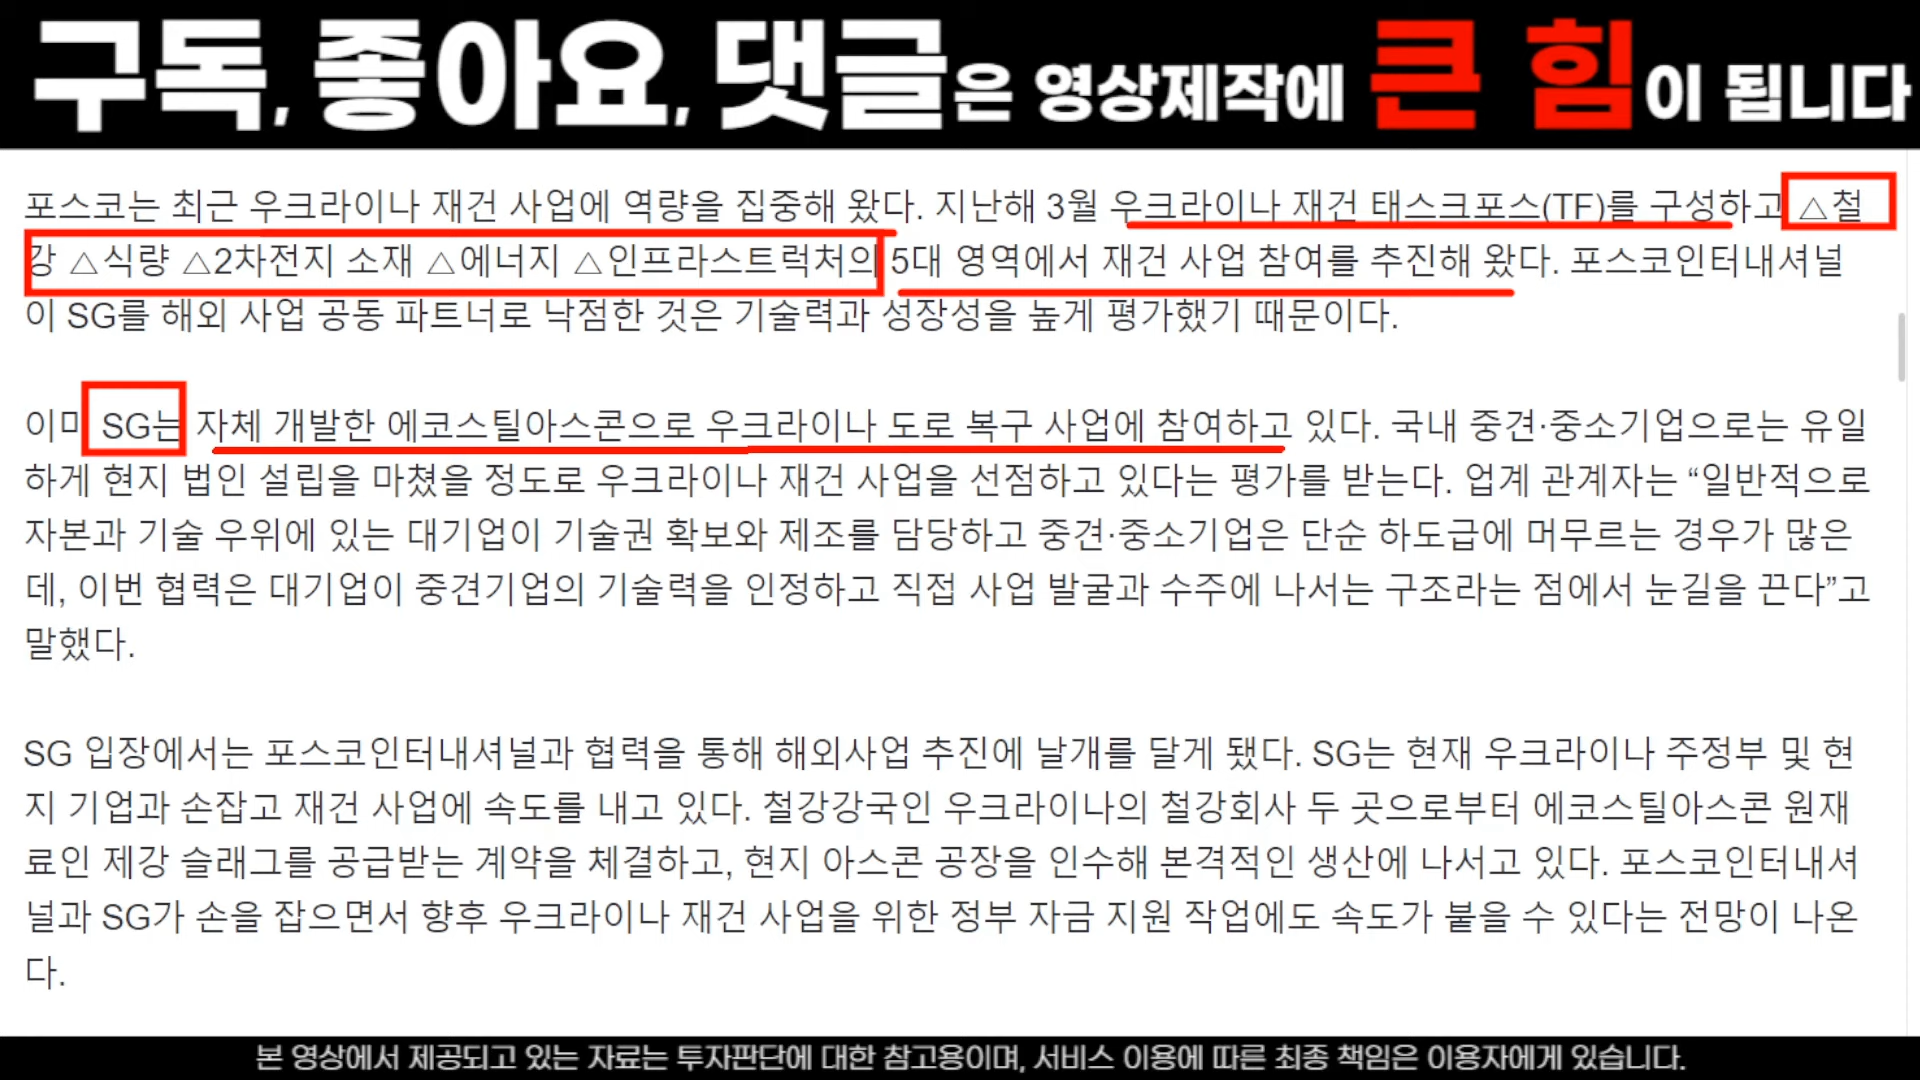 구독, 좋아요, 댓글은 영상제작에 큰 힘이 됩니다
포스코는 최근 우크라이나 재건 사업에 역량을 집중해 왔다. 지난해 3월 우크라이나 재건 태스크포스(TF)를 구성하고 △철
강 △식량 △2차전지 소재 △에너지 △인프라스트럭처의 5대 영역에서 재건 사업 참여를 추진해 왔다. 포스코인터내셔널
이 SG를 해외 사업 공동 파트너로 낙점한 것은 기술력과 성장성을 높게 평가했기 때문이다.
이미 SG는 자체 개발한 에코스틸아스콘으로 우크라이나 도로 복구 사업에 참여하고 있다. 국내 중견·중소기업으로는 유일
하게 현지 법인 설립을 마쳤을 정도로 우크라이나 재건 사업을 선점하고 있다는 평가를 받는다. 업계 관계자는 “일반적으로
자본과 기술 우위에 있는 대기업이 기술권 확보와 제조를 담당하고 중견·중소기업은 단순 하도급에 머무르는 경우가 많은
데, 이번 협력은 대기업이 중견기업의 기술력을 인정하고 직접 사업 발굴과 수주에 나서는 구조라는 점에서 눈길을 끈다”고
말했다.
SG 입장에서는 포스코인터내셔널과 협력을 통해 해외사업 추진에 날개를 달게 됐다. SG는 현재 우크라이나 주정부 및 현
지 기업과 손잡고 재건 사업에 속도를 내고 있다. 철강강국인 우크라이나의 철강회사 두 곳으로부터 에코스틸아스콘 원재
료인 제강 슬래그를 공급받는 계약을 체결하고, 현지 아스콘 공장을 인수해 본격적인 생산에 나서고 있다. 포스코인터내셔
널과 SG가 손을 잡으면서 향후 우크라이나 재건 사업을 위한 정부 자금 지원 작업에도 속도가 붙을 수 있다는 전망이 나온
다.
본 영상에서 제공되고 있는 자료는 투자판단에 대한 참고용이며, 서비스 이용에 따른 최종 책임은 이용자에게 있습니다.